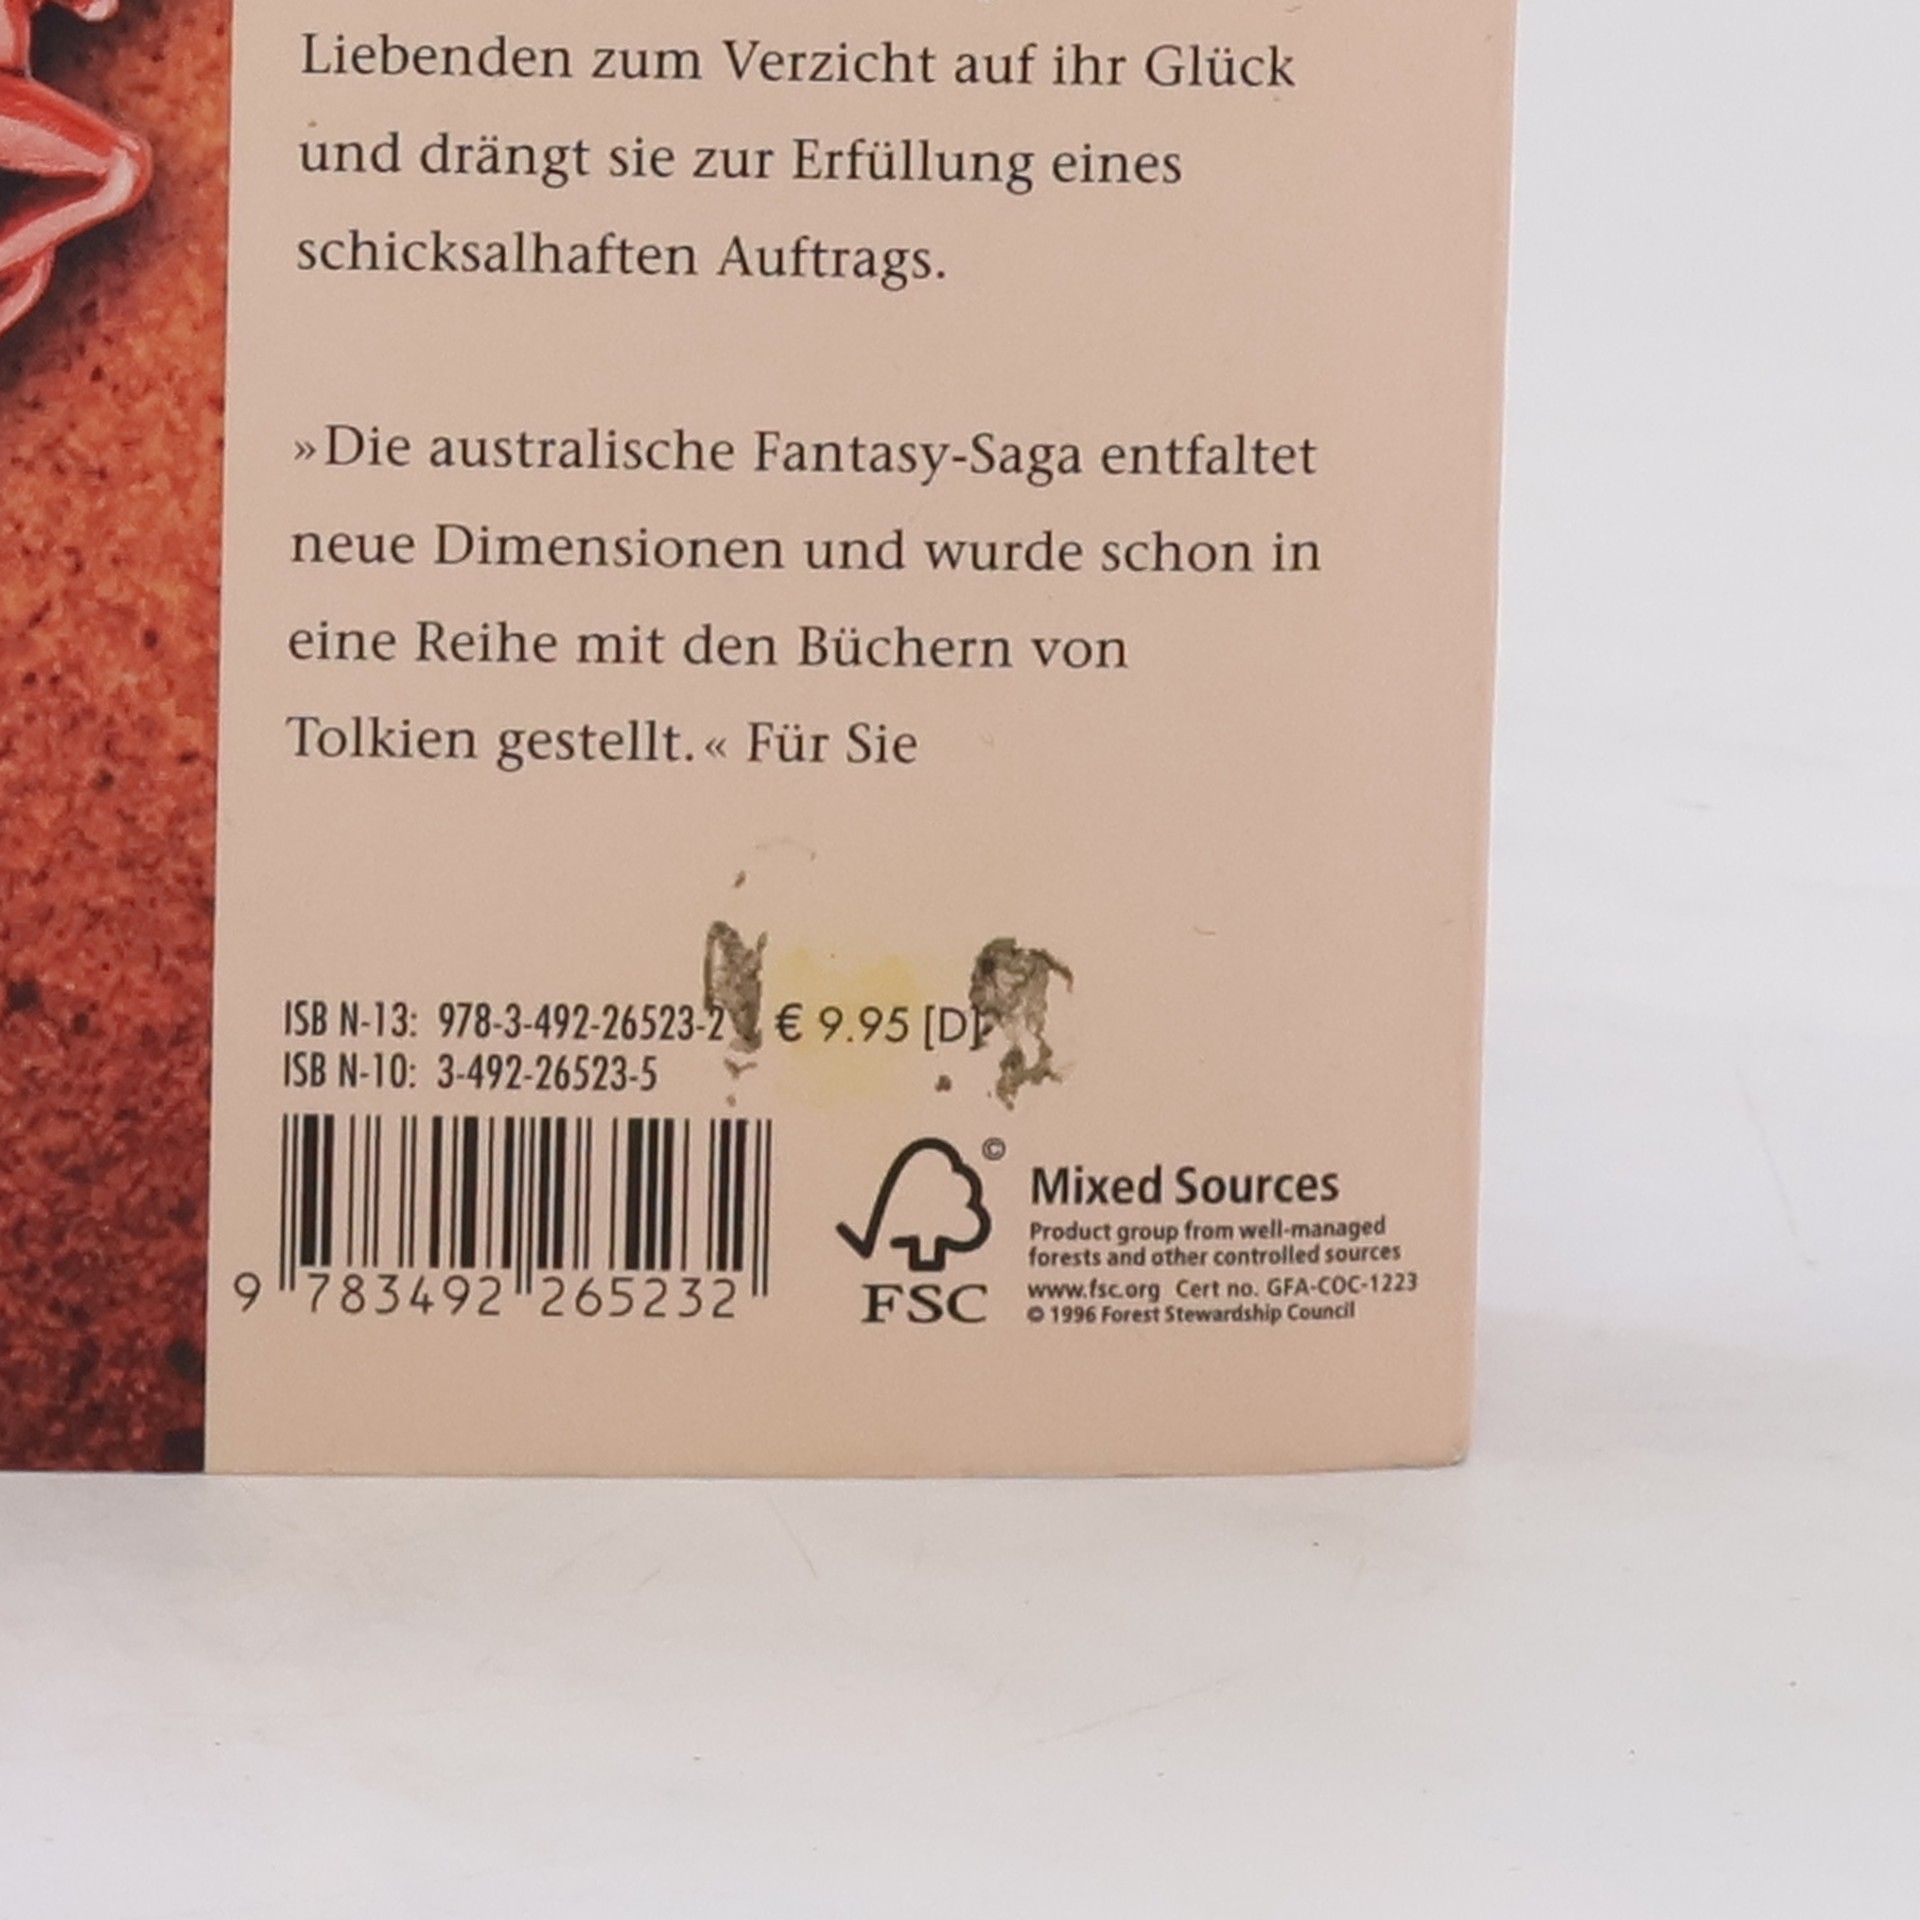 Liebenden zum Verzicht auf ihr Glück
und drängt sie zur Erfüllung eines
schicksalhaften Auftrags.
»Die australische Fantasy-Saga entfaltet
neue Dimensionen und wurde schon in
eine Reihe mit den Büchern von
Tolkien gestellt.« Für Sie
ISBN-13: 978-3-492-26523-2 € 9.95 [D]
ISBN-10: 3-492-26523-5
9 783492 265232
©
FSC
Mixed Sources
Product group from well-managed
forests and other controlled sources
www.fsc.org Cert no. GFA-COC-1223
© 1996 Forest Stewardship Council